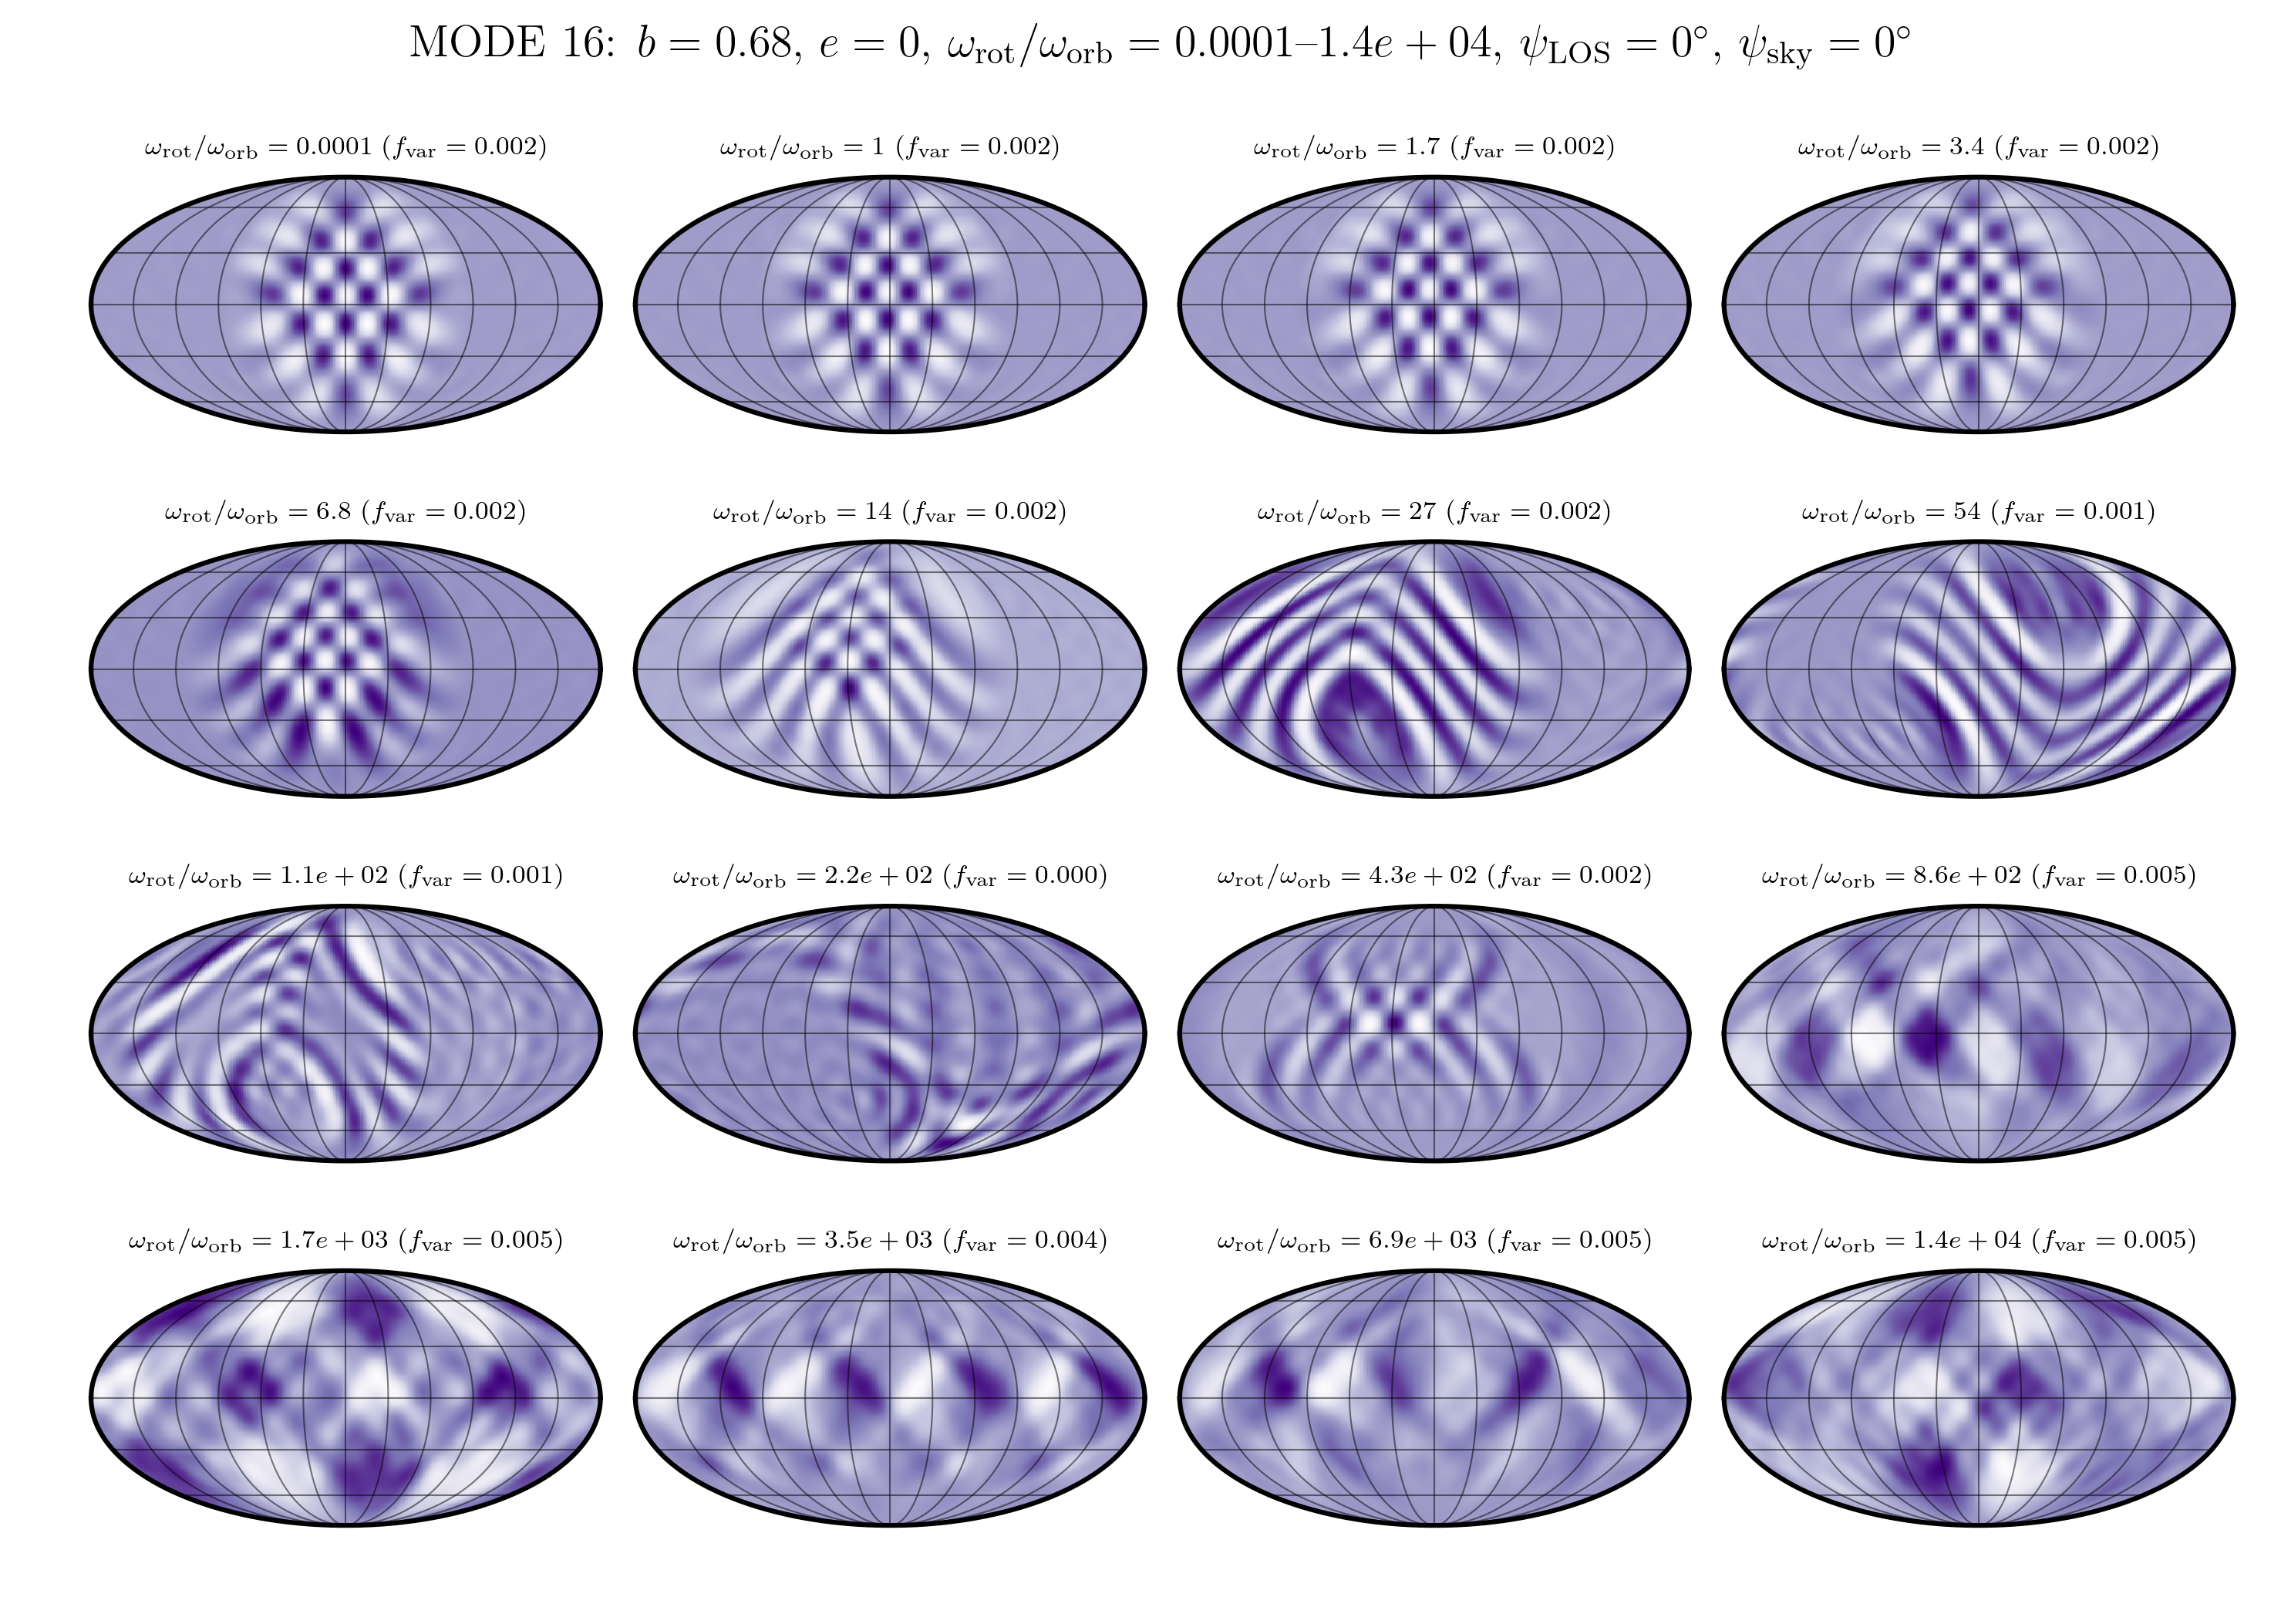 MODE 16: b = 0.68, e = 0, ω_rot/ω_orb = 0.0001–1.4e + 04, ψ_LOS = 0°, ψ_sky = 0°
ω_rot/ω_orb = 0.0001 (f_var = 0.002)
ω_rot/ω_orb = 1 (f_var = 0.002)
ω_rot/ω_orb = 1.7 (f_var = 0.002)
ω_rot/ω_orb = 3.4 (f_var = 0.002)
ω_rot/ω_orb = 6.8 (f_var = 0.002)
ω_rot/ω_orb = 14 (f_var = 0.002)
ω_rot/ω_orb = 27 (f_var = 0.002)
ω_rot/ω_orb = 54 (f_var = 0.001)
ω_rot/ω_orb = 1.1e + 02 (f_var = 0.001)
ω_rot/ω_orb = 2.2e + 02 (f_var = 0.000)
ω_rot/ω_orb = 4.3e + 02 (f_var = 0.002)
ω_rot/ω_orb = 8.6e + 02 (f_var = 0.005)
ω_rot/ω_orb = 1.7e + 03 (f_var = 0.005)
ω_rot/ω_orb = 3.5e + 03 (f_var = 0.004)
ω_rot/ω_orb = 6.9e + 03 (f_var = 0.005)
ω_rot/ω_orb = 1.4e + 04 (f_var = 0.005)